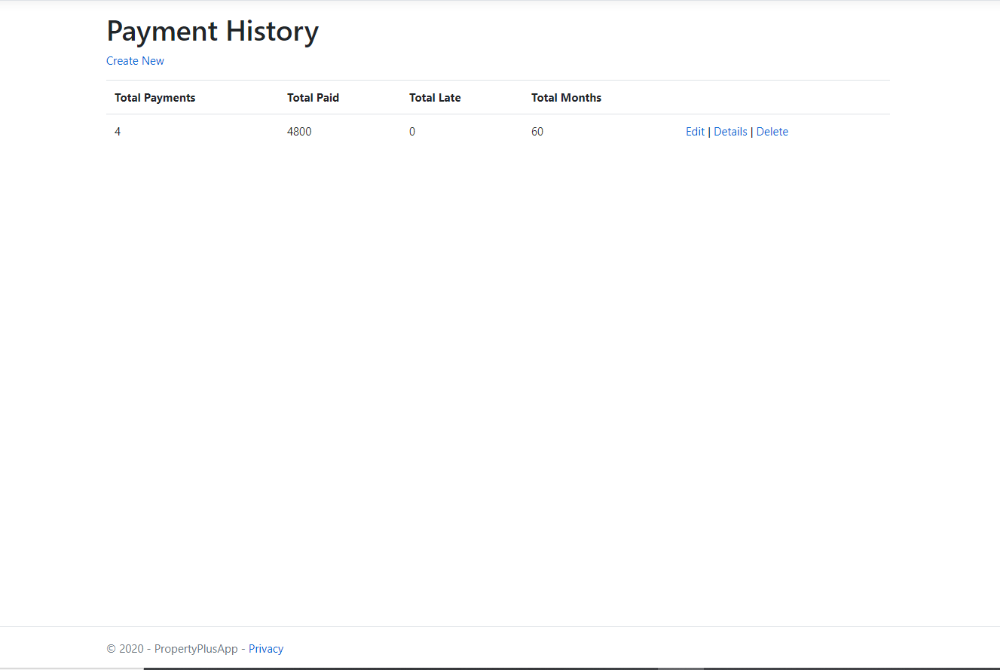 Payment History
Create New
Total Payments Total Paid Total Late Total Months
4 4800 0 60 Edit | Details | Delete
© 2020 - PropertyPlusApp - Privacy